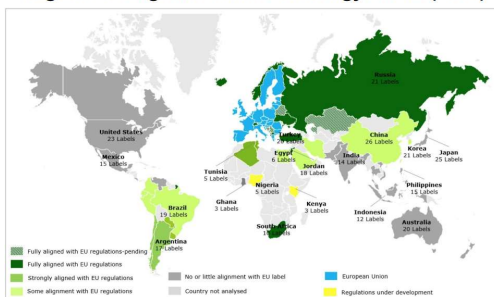 Russia
21 Labels
United States
23 Labels
Mexico
15 Labels
Turkey
China
26 Labels
Korea
21 Labels
Japan
25 Labels
Egypt
6 Labels
Jordan
18 Labels
India
14 Labels
Tunisia
5 Labels
Nigeria
5 Labels
Philippines
15 Labels
Ghana
3 Labels
Kenya
3 Labels
Brazil
19 Labels
Indonesia
12 Labels
South Africa
Australia
20 Labels
Argentina
17 Labels
Fully aligned with EU regulations-pending
Fully aligned with EU regulations
Strongly aligned with EU regulations
Some alignment with EU regulations
No or little alignment with EU label
Country not analysed
European Union
Regulations under development